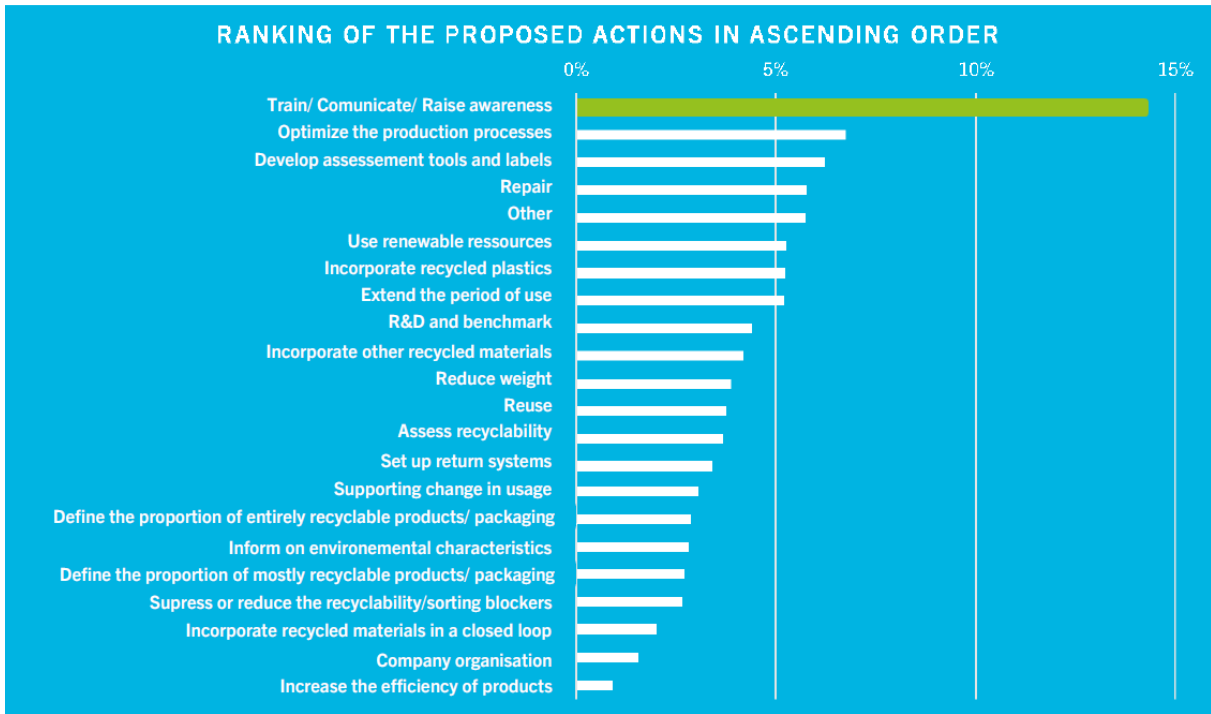 RANKING OF THE PROPOSED ACTIONS IN ASCENDING ORDER
0% 5% 10% 15%
Train/ Comunicate/ Raise awareness
Optimize the production processes
Develop assessement tools and labels
Repair
Other
Use renewable ressources
Incorporate recycled plastics
Extend the period of use
R&D and benchmark
Incorporate other recycled materials
Reduce weight
Reuse
Assess recyclability
Set up return systems
Supporting change in usage
Define the proportion of entirely recyclable products/ packaging
Inform on environemental characteristics
Define the proportion of mostly recyclable products/ packaging
Supress or reduce the recyclability/sorting blockers
Incorporate recycled materials in a closed loop
Company organisation
Increase the efficiency of products